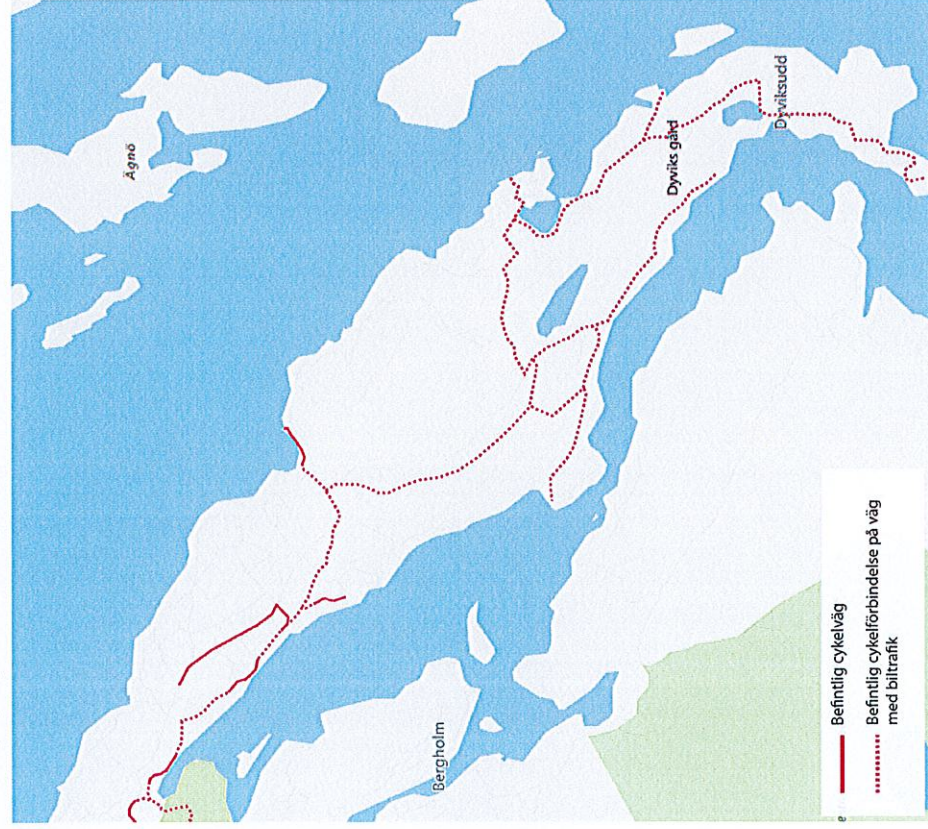 Ägnö
Dyviksudd
Dyviks gård
Bergholm
Befintlig cykelväg
Befintlig cykelförbindelse på väg
med biltrafik